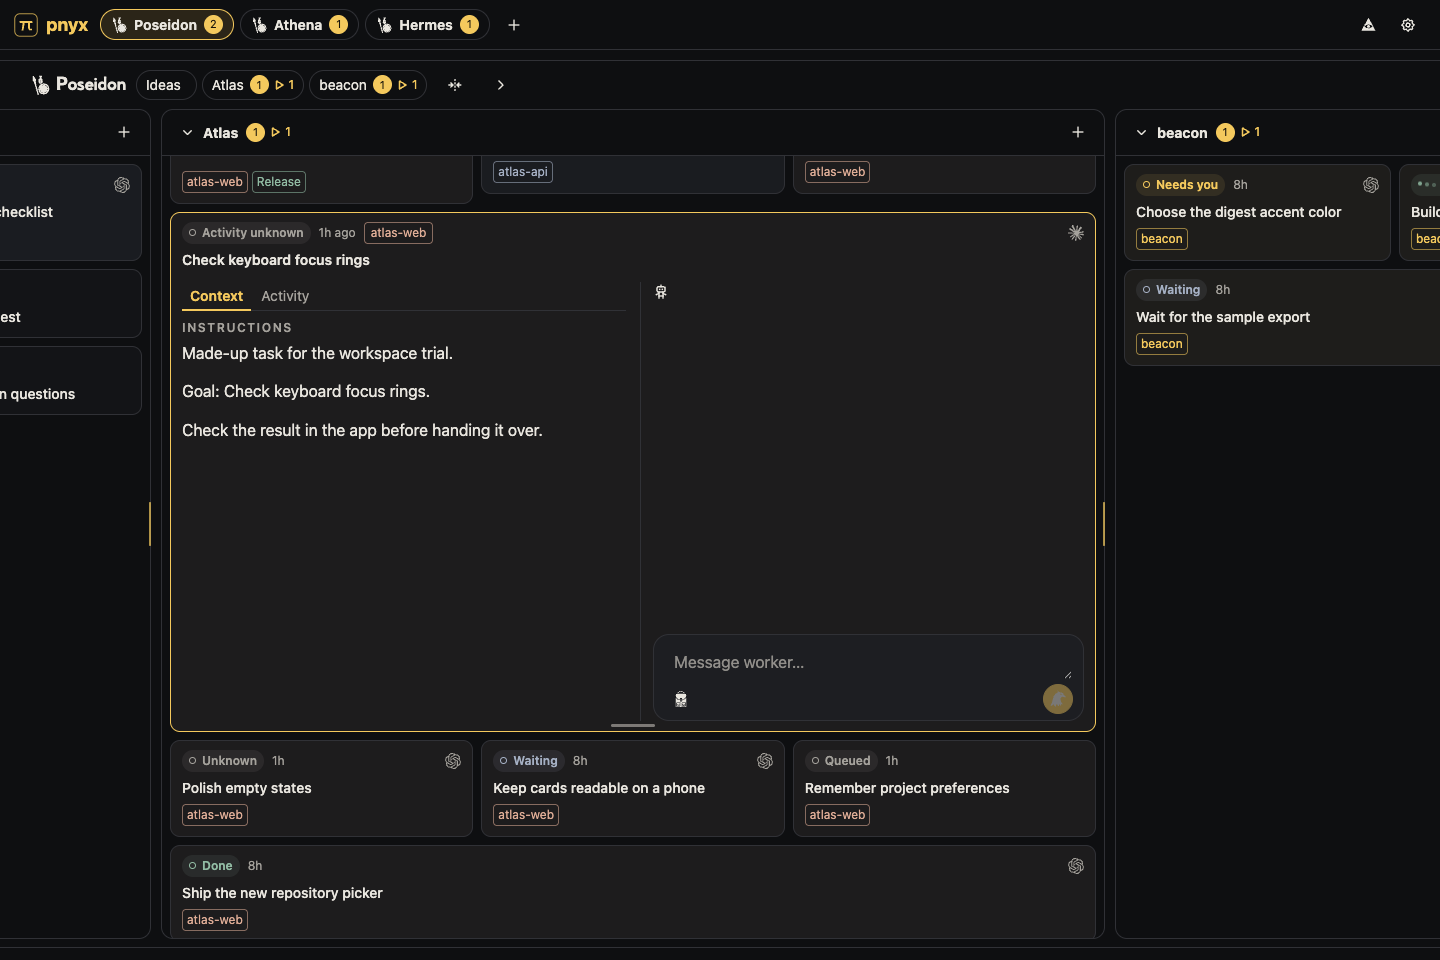 π pnyx Poseidon 2 Athena 1 Hermes 1 +
Poseidon Ideas Atlas 1 1 beacon 1 1
checklist
est
n questions
Atlas 1 1
atlas-web Release
atlas-api
atlas-web
Activity unknown 1h ago atlas-web
Check keyboard focus rings
Context Activity
INSTRUCTIONS
Made-up task for the workspace trial.
Goal: Check keyboard focus rings.
Check the result in the app before handing it over.
Message worker...
Unknown 1h
Polish empty states
atlas-web
Waiting 8h
Keep cards readable on a phone
atlas-web
Queued 1h
Remember project preferences
atlas-web
Done 8h
Ship the new repository picker
atlas-web
beacon 1 1
Needs you 8h
Choose the digest accent color
beacon
Buil
beac
Waiting 8h
Wait for the sample export
beacon